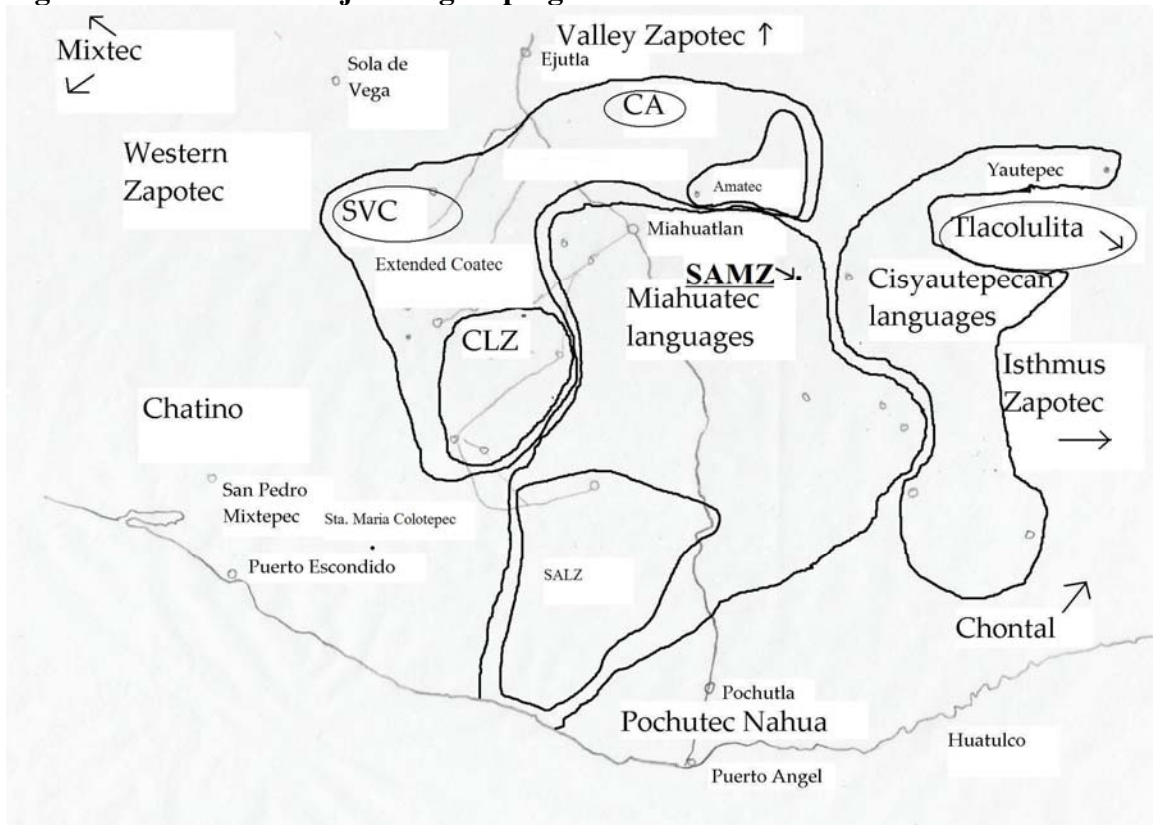 Mixtec
Valley Zapotec ↑
Ejutla
Sola de
Vega
CA
Western
Zapotec
Yautepec
Amatec
SVC
Miahuatlan
Tlacolulita
Extended Coatec
SAMZ
Cisyautepecan
languages
Miahuatec
languages
CLZ
Isthmus
Zapotec
Chatino
San Pedro
Mixtepec
Sta. Maria Colotepec
Puerto Escondido
SALZ
Chontal
Pochutla
Pochutec Nahua
Huatulco
Puerto Angel